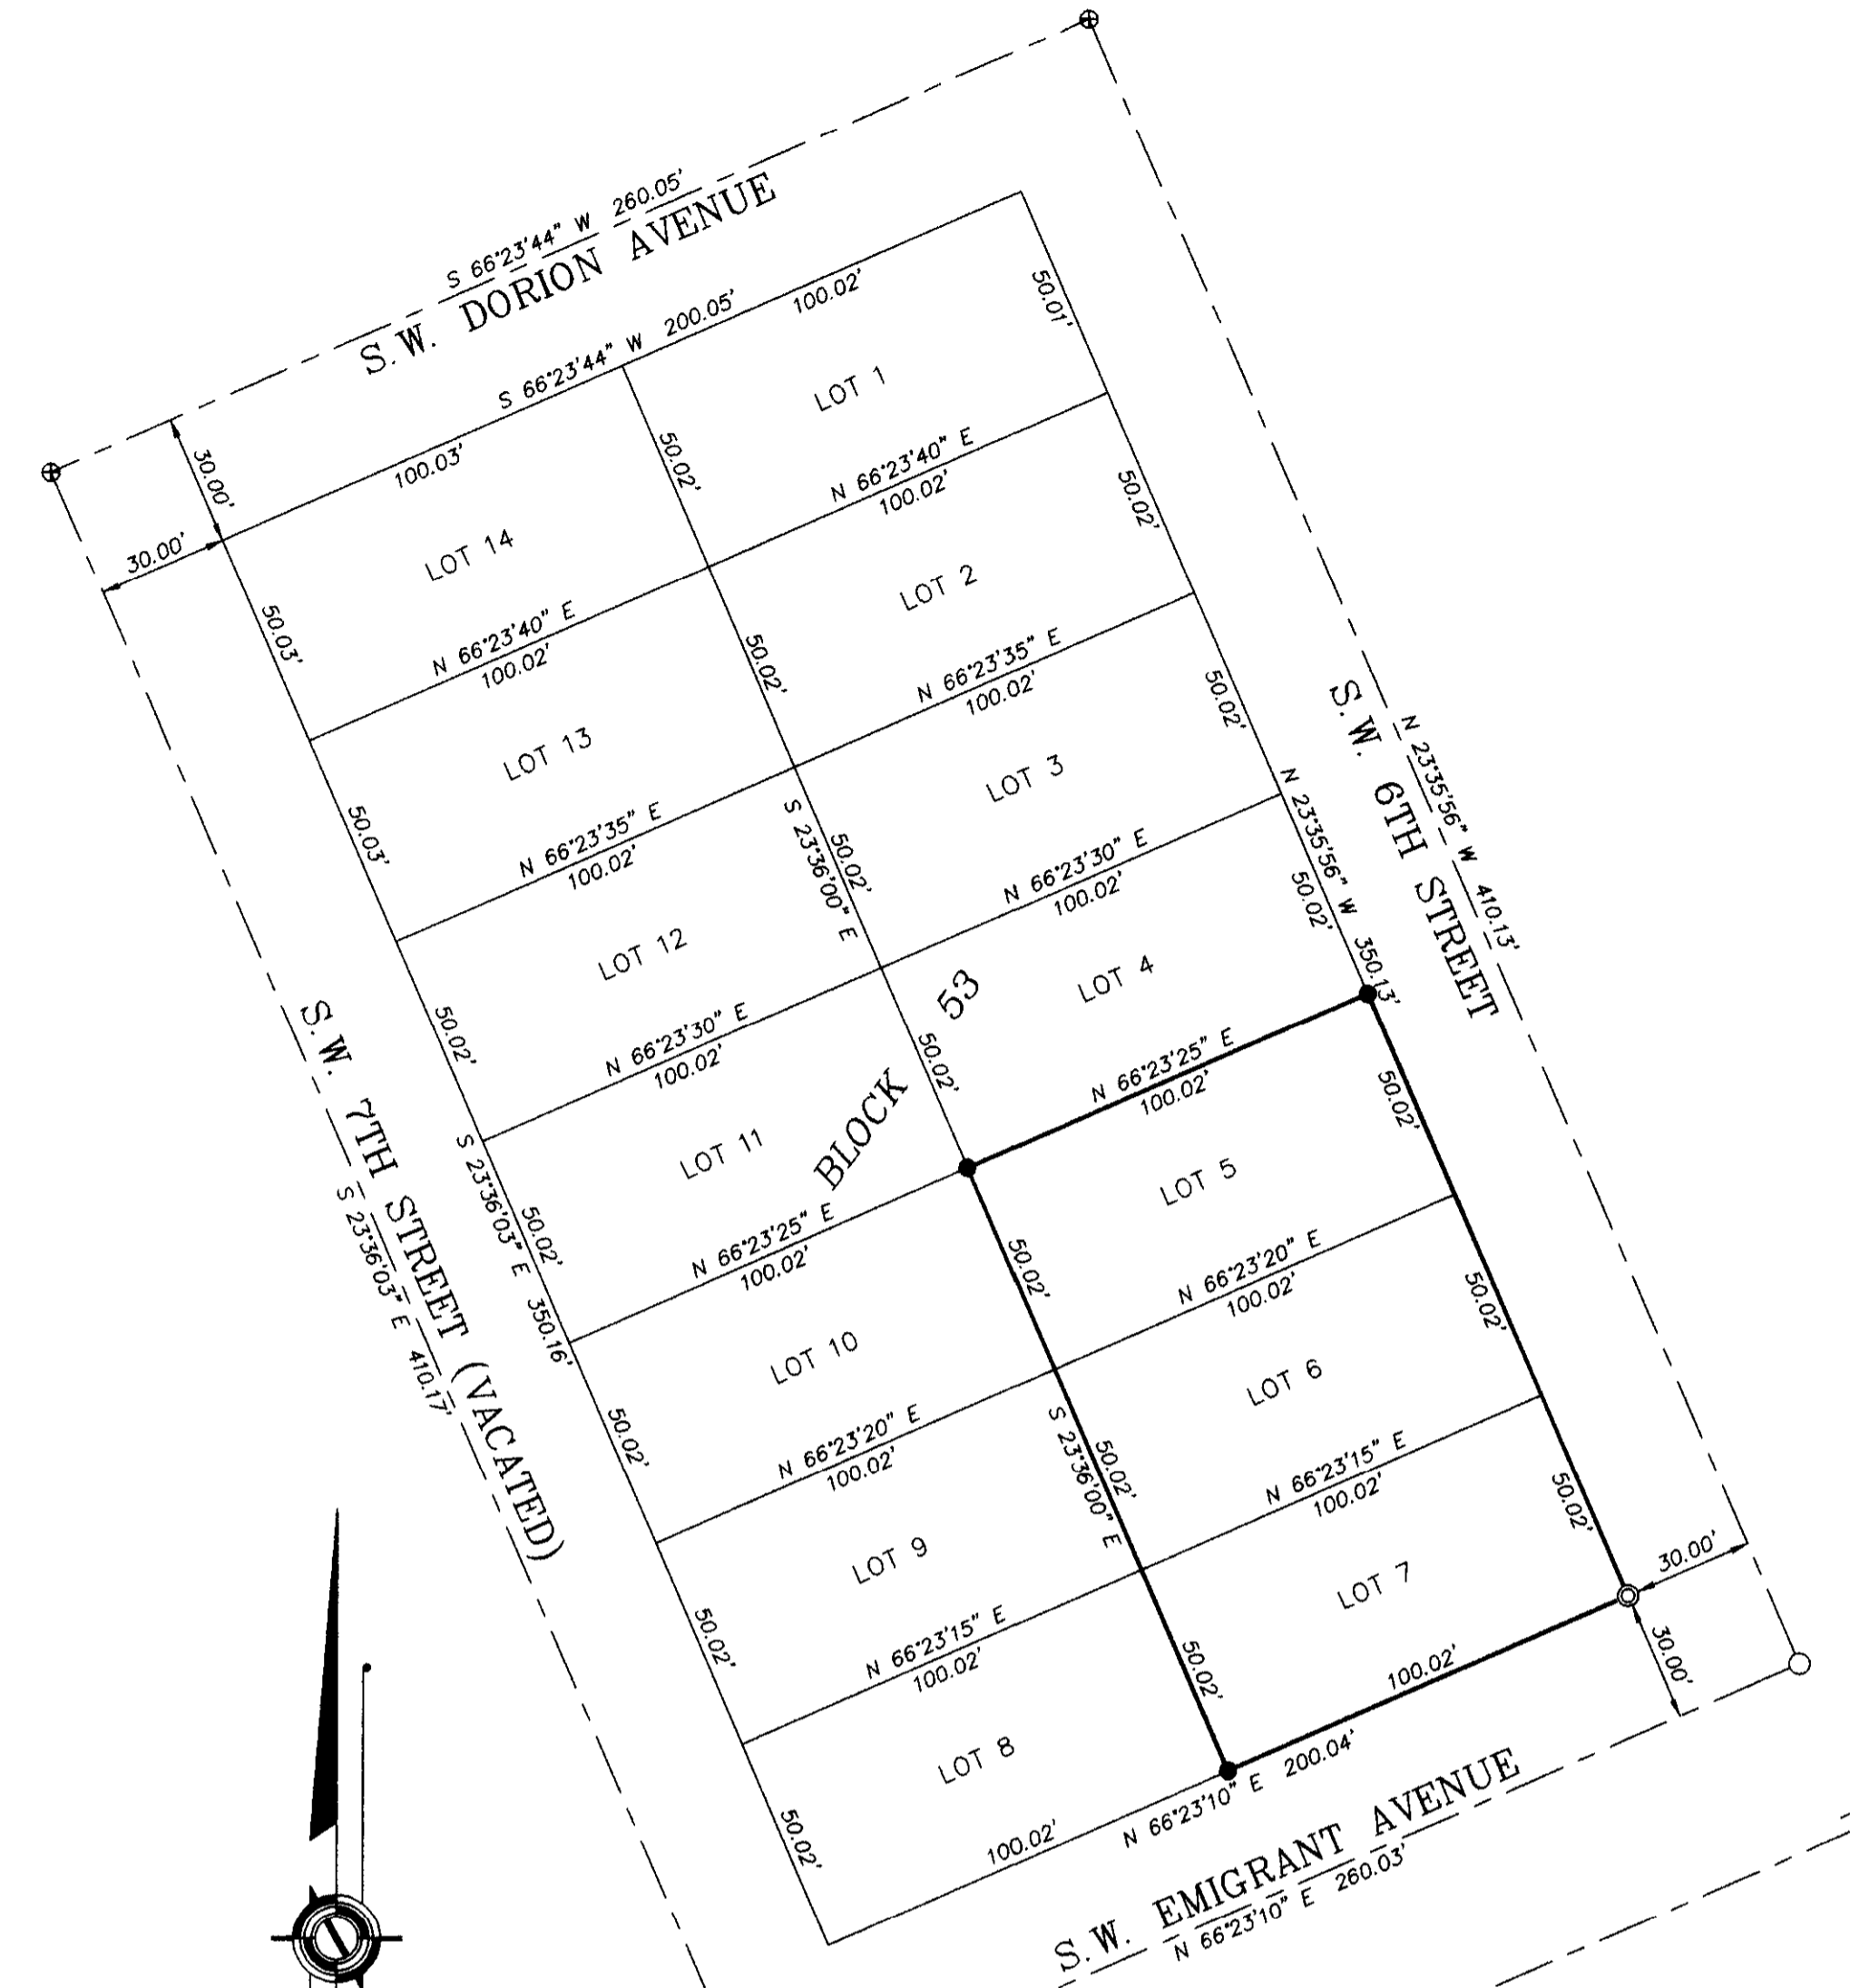 S 66°23'44" W 260.05'
S.W. DORION AVENUE
S 66°23'44" W 200.05'
100.03'
100.02'
30.00'
30.00'
50.01'
50.02'
50.03'
LOT 1
LOT 14
N 66°23'40" E
100.02'
N 66°23'40" E
100.02'
50.02'
50.02'
50.03'
LOT 2
LOT 13
N 66°23'35" E
100.02'
N 66°23'35" E
100.02'
50.02'
50.02'
50.02'
LOT 3
LOT 12
S 23°36'00" E
N 66°23'30" E
100.02'
N 66°23'30" E
100.02'
N 23°35'56" W 350.13'
S.W. 6TH STREET
N 23°35'56" W 410.13'
50.02'
50.02'
50.02'
LOT 4
LOT 11
BLOCK 53
N 66°23'25" E
100.02'
N 66°23'25" E
100.02'
S.W. 7TH STREET (VACATED)
S 23°36'03" E 410.17'
S 23°36'03" E 350.16'
50.02'
50.02'
50.02'
LOT 5
LOT 10
N 66°23'20" E
100.02'
N 66°23'20" E
100.02'
50.02'
50.02'
50.02'
S 23°36'00" E
LOT 6
LOT 9
N 66°23'15" E
100.02'
N 66°23'15" E
100.02'
50.02'
50.02'
50.02'
LOT 7
LOT 8
30.00'
30.00'
100.02'
100.02'
N 66°23'10" E 200.04'
S.W. EMIGRANT AVENUE
N 66°23'10" E 260.03'